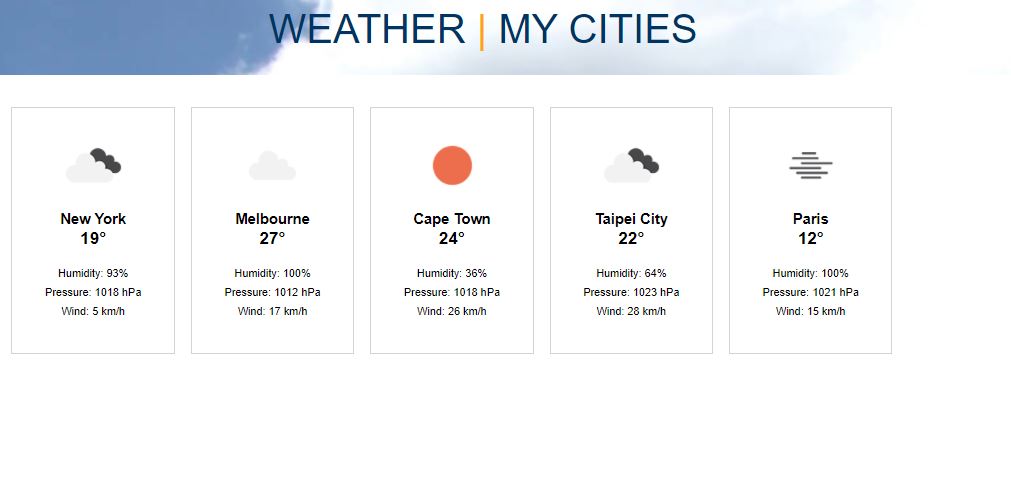 WEATHER | MY CITIES
New York
19°
Humidity: 93%
Pressure: 1018 hPa
Wind: 5 km/h
Melbourne
27°
Humidity: 100%
Pressure: 1012 hPa
Wind: 17 km/h
Cape Town
24°
Humidity: 36%
Pressure: 1018 hPa
Wind: 26 km/h
Taipei City
22°
Humidity: 64%
Pressure: 1023 hPa
Wind: 28 km/h
Paris
12°
Humidity: 100%
Pressure: 1021 hPa
Wind: 15 km/h